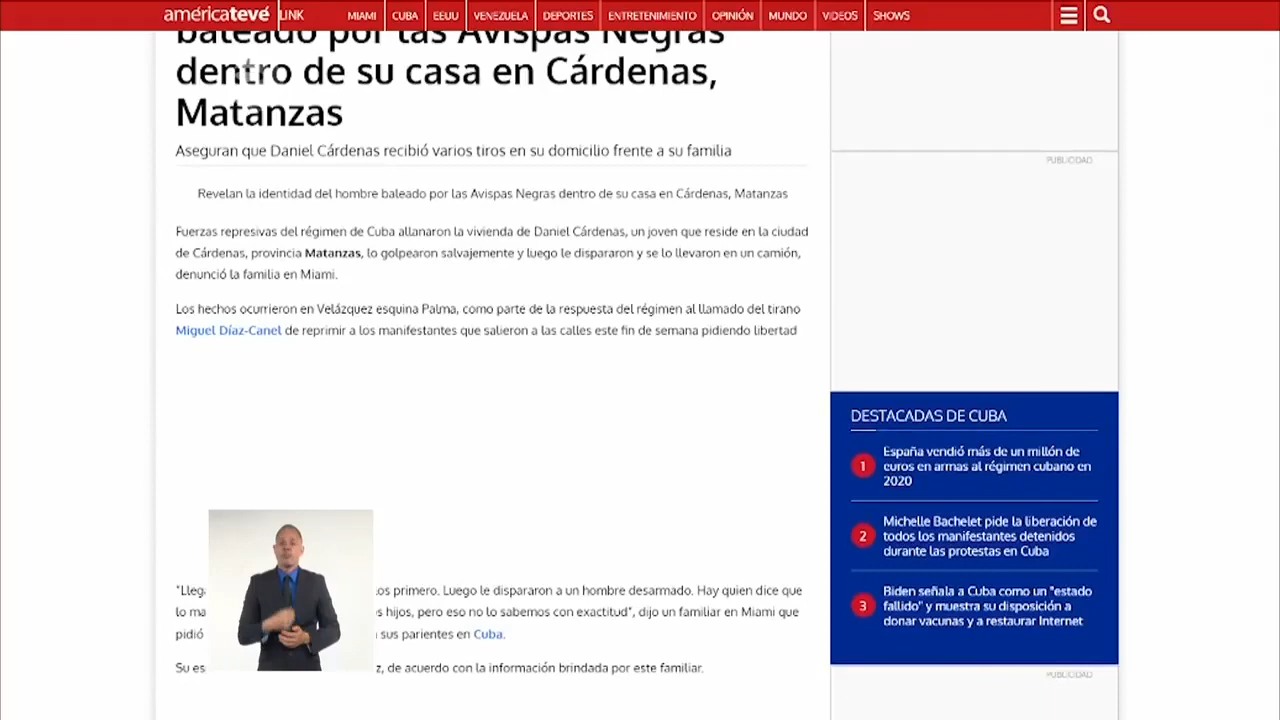 américatevé LINK MIAMI CUBA EEUU VENEZUELA DEPORTES ENTRETENIMIENTO OPINIÓN MUNDO VIDEOS SHOWS
baleado por las Avispas Negras
dentro de su casa en Cárdenas,
Matanzas
Aseguran que Daniel Cárdenas recibió varios tiros en su domicilio frente a su familia
Revelan la identidad del hombre baleado por las Avispas Negras dentro de su casa en Cárdenas, Matanzas
Fuerzas represivas del régimen de Cuba allanaron la vivienda de Daniel Cárdenas, un joven que reside en la ciudad
de Cárdenas, provincia Matanzas, lo golpearon salvajemente y luego le dispararon y se lo llevaron en un camión,
denunció la familia en Miami.
Los hechos ocurrieron en Velázquez esquina Palma, como parte de la respuesta del régimen al llamado del tirano
Miguel Díaz-Canel de reprimir a los manifestantes que salieron a las calles este fin de semana pidiendo libertad
primero. Luego le dispararon a un hombre desarmado. Hay quien dice que
lo hijos, pero eso no lo sabemos con exactitud", dijo un familiar en Miami que
pidió sus parientes en Cuba.
Su de acuerdo con la información brindada por este familiar.
PUBLICIDAD
DESTACADAS DE CUBA
1 España vendió más de un millón de
euros en armas al régimen cubano en
2020
2 Michelle Bachelet pide la liberación de
todos los manifestantes detenidos
durante las protestas en Cuba
3 Biden señala a Cuba como un "estado
fallido" y muestra su disposición a
donar vacunas y a restaurar Internet
PUBLICIDAD